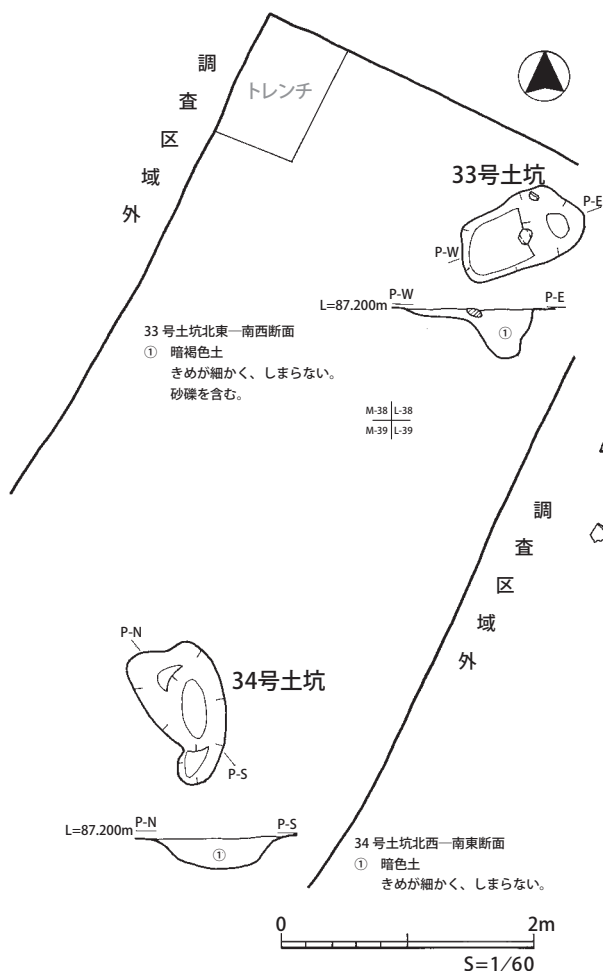 調査区域外
トレンチ
33号土坑
P-E
P-W
P-W
P-E
L=87.200m
①
33 号土坑北東―南西断面
① 暗褐色土
きめが細かく、しまらない。
砂礫を含む。
M-38 L-38
M-39 L-39
調査区域外
P-N
34号土坑
P-S
L=87.200m
P-N
P-S
①
34 号土坑北西―南東断面
① 暗色土
きめが細かく、しまらない。
0 2m
S=1/60